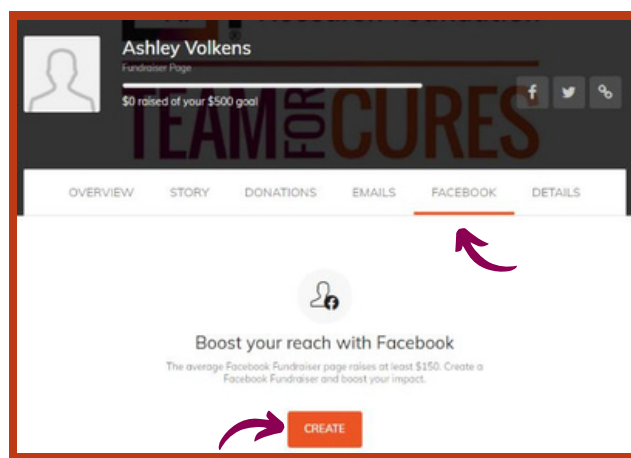 Research Foundation
Ashley Volkens
Fundraiser Page
$0 raised of your $500 goal
TEAM FOR CURES
OVERVIEW STORY DONATIONS EMAILS FACEBOOK DETAILS
Boost your reach with Facebook
The average Facebook Fundraiser page raises at least $150. Create a
Facebook Fundraiser and boost your impact.
CREATE